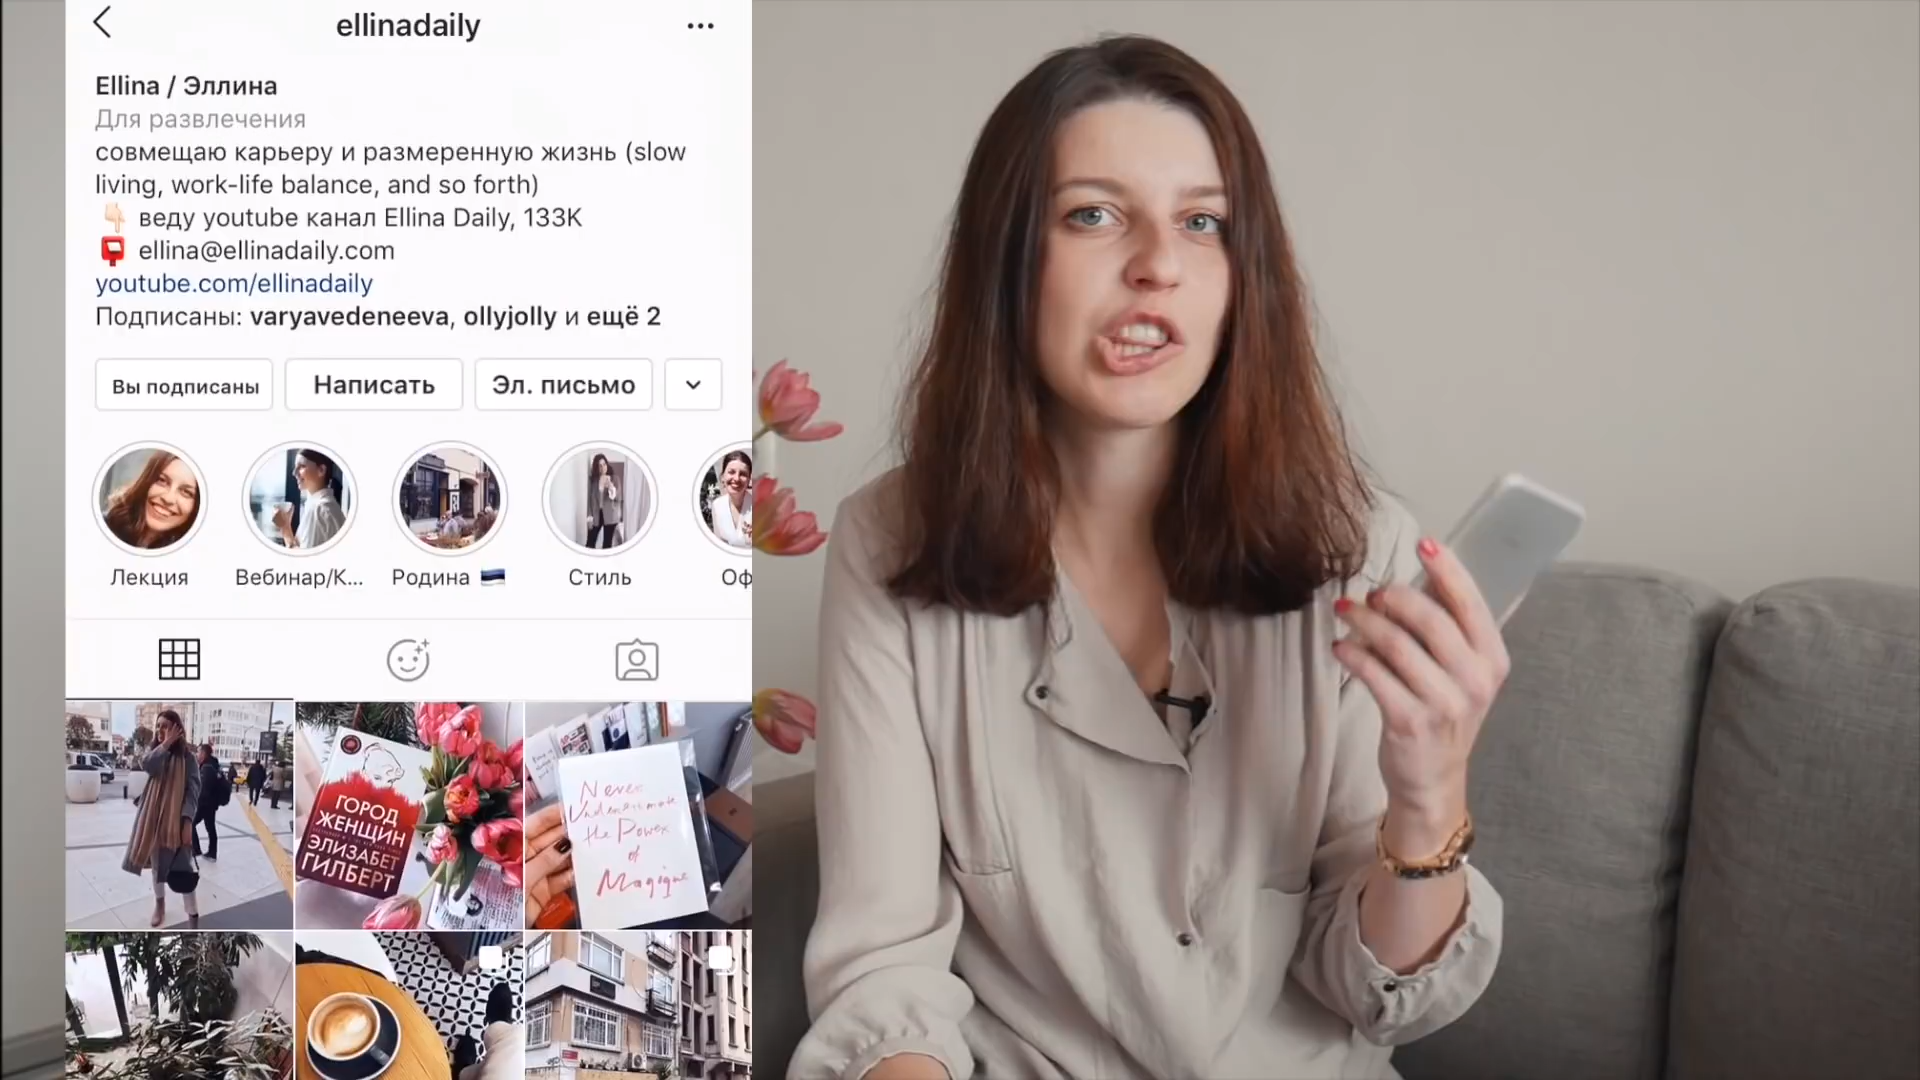 ellinadaily
Ellina / Эллина
Для развлечения
совмещаю карьеру и размеренную жизнь (slow
living, work-life balance, and so forth)
веду youtube канал Ellina Daily, 133K
ellina@ellinadaily.com
youtube.com/ellinadaily
Подписаны: varyavedeneeva, ollyjolly и ещё 2
Вы подписаны
Написать
Эл. письмо
Лекция
Вебинар/К...
Родина
Стиль
Оф
ГОРОД
ЖЕНЩИН
ЭЛИЗАБЕТ
ГИЛБЕРТ
Never
Underestimate
the Power
of